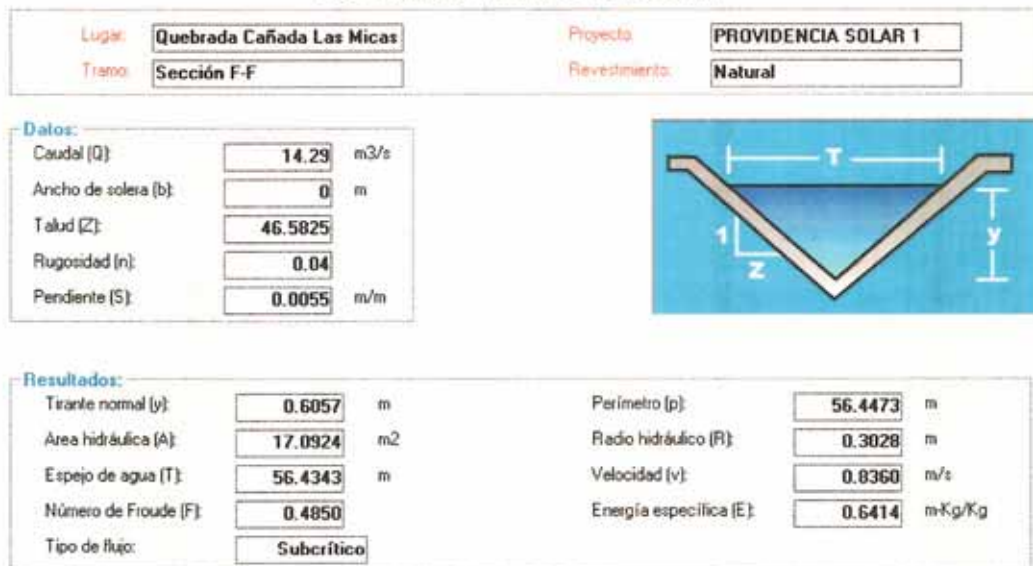 Lugar: Quebrada Cañada Las Micas Proyecto: PROVIDENCIA SOLAR 1
Tramo: Sección F-F Revestimiento: Natural
Datos:
Caudal (Q): 14.29 m3/s
Ancho de solera (b): 0 m
Talud (Z): 46.5825
Rugosidad (n): 0.04
Pendiente (S): 0.0055 m/m
T
1
Z
y
Resultados:
Tirante normal (y): 0.6057 m Perímetro (p): 56.4473 m
Area hidráulica (A): 17.0924 m2 Radio hidráulico (R): 0.3028 m
Espejo de agua (T): 56.4343 m Velocidad (v): 0.8360 m/s
Número de Froude (F): 0.4850 Energía específica (E): 0.6414 m-Kg/Kg
Tipo de flujo: Subcrítico